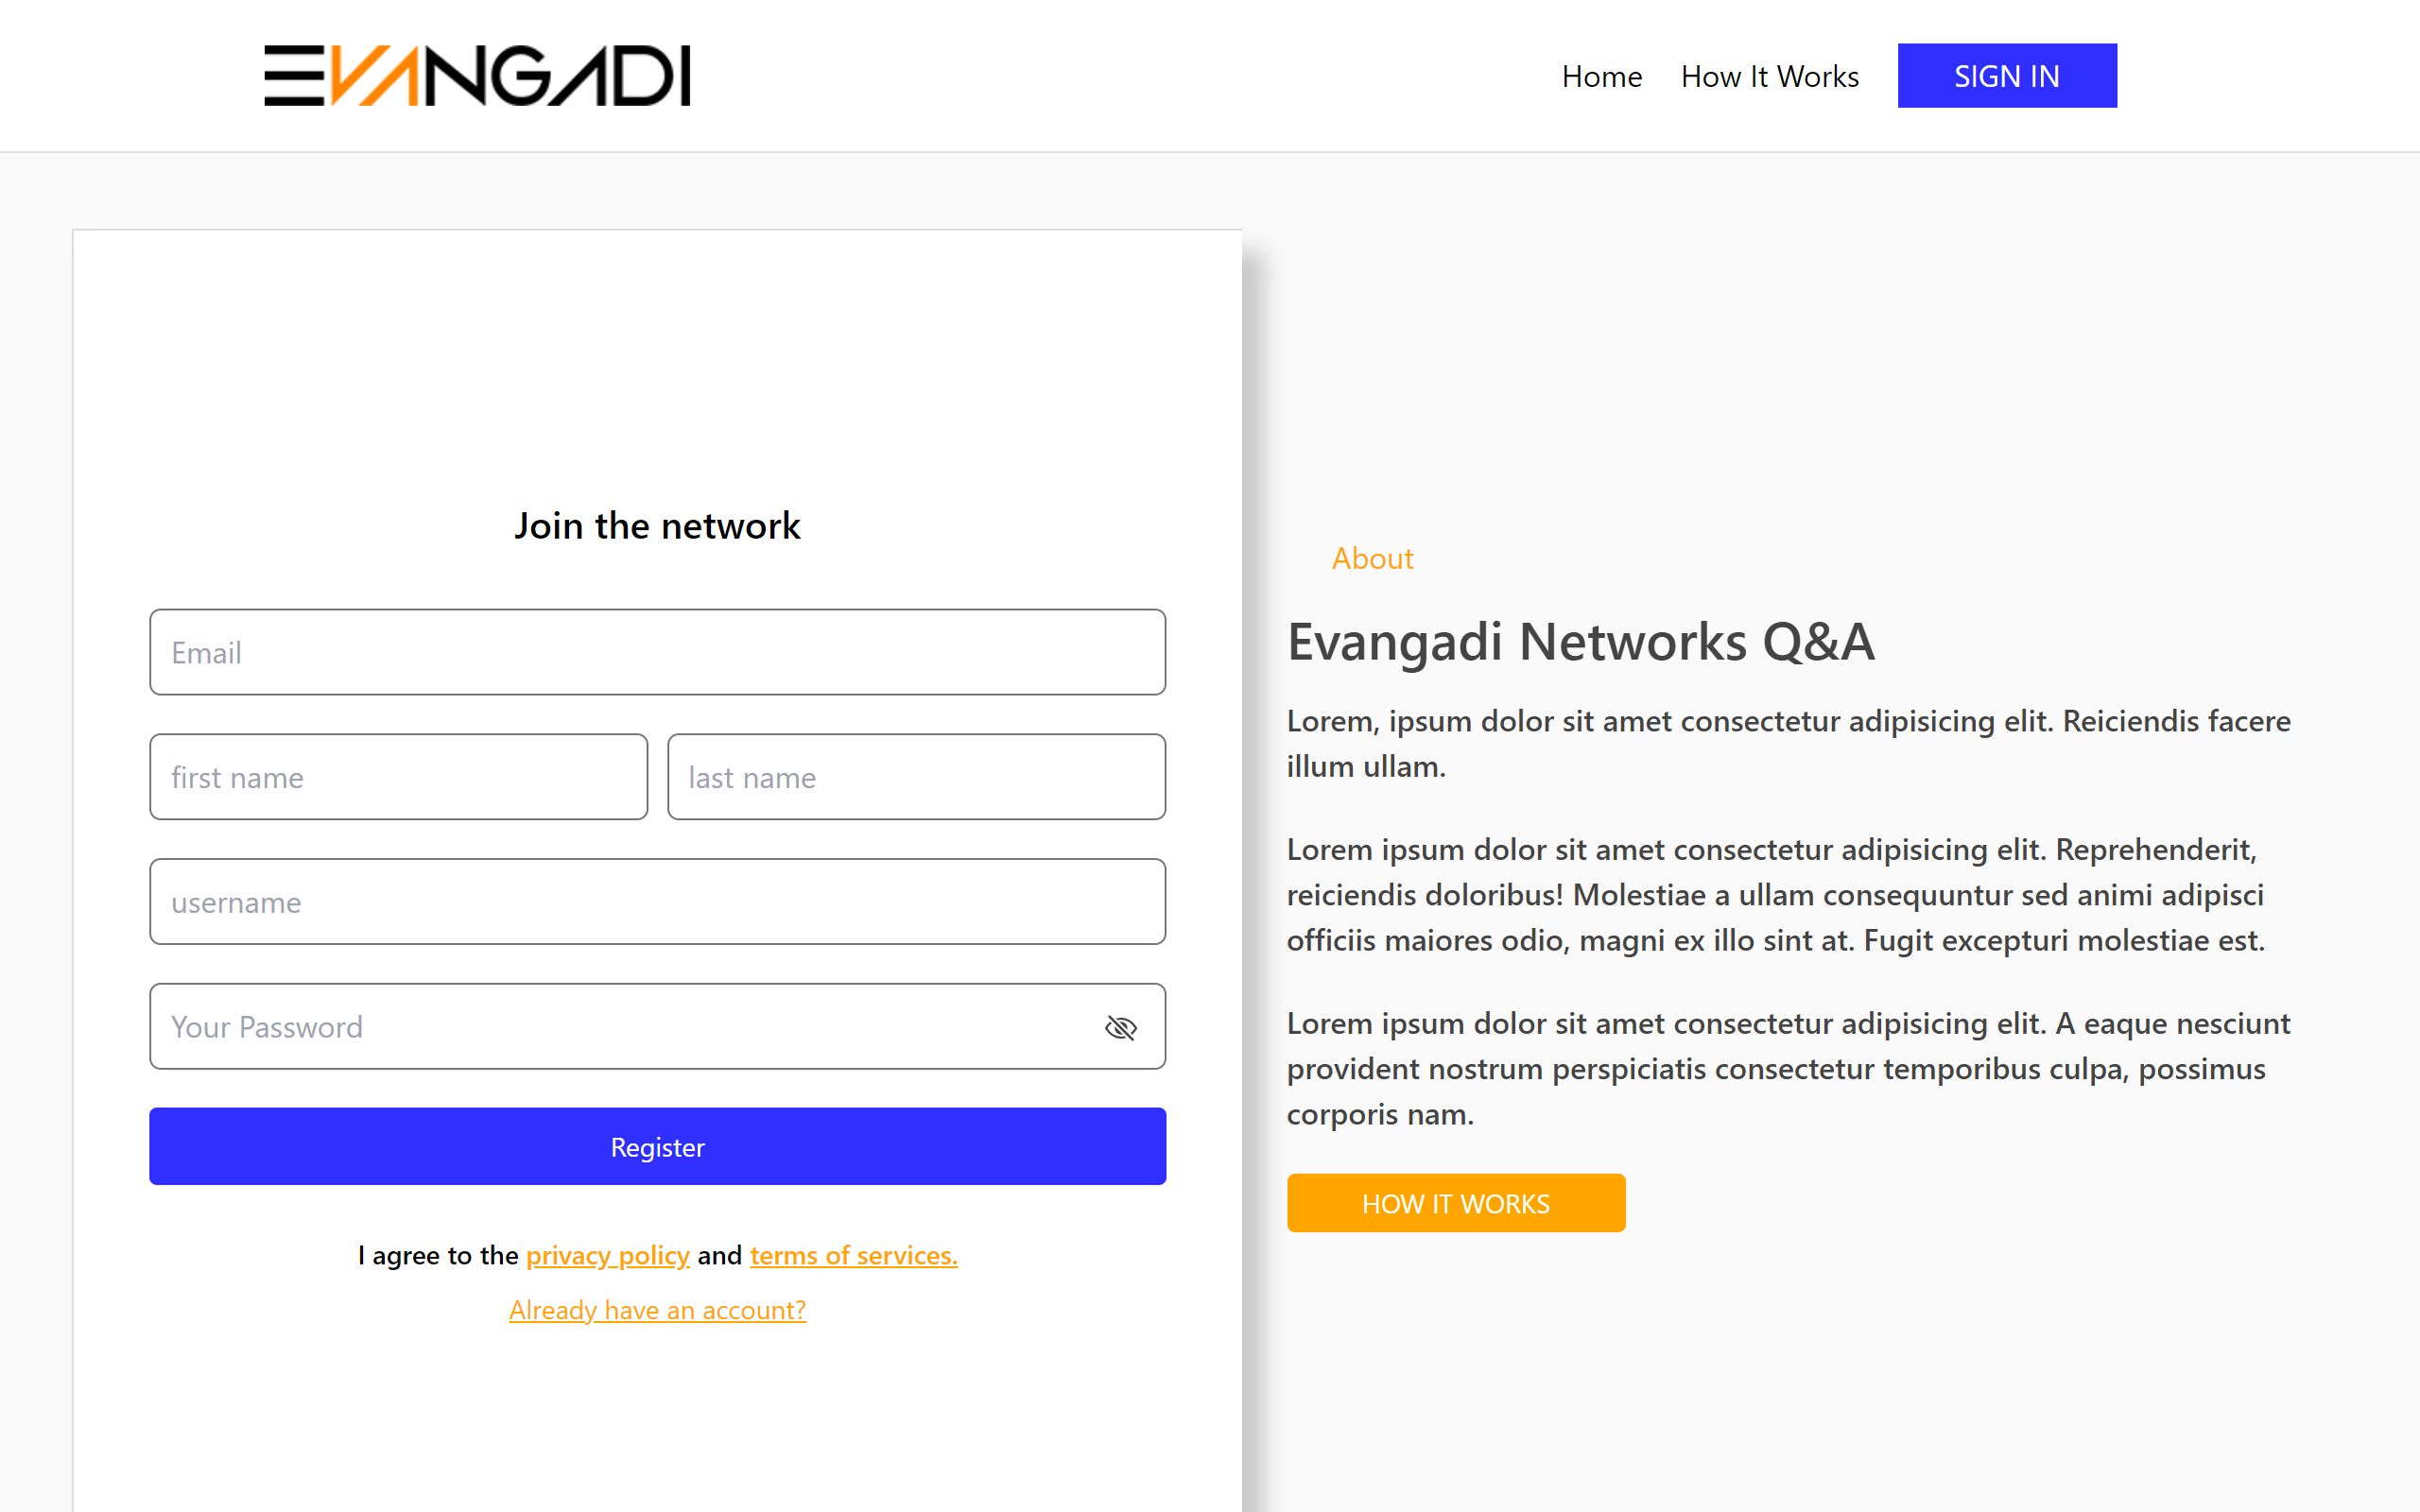 EVANGADI
Home
How It Works
SIGN IN
Join the network
Email
first name
last name
username
Your Password
Register
I agree to the privacy policy and terms of services.
Already have an account?
About
Evangadi Networks Q&A
Lorem, ipsum dolor sit amet consectetur adipisicing elit. Reiciendis facere
illum ullam.
Lorem ipsum dolor sit amet consectetur adipisicing elit. Reprehenderit,
reiciendis doloribus! Molestiae a ullam consequuntur sed animi adipisci
officiis maiores odio, magni ex illo sint at. Fugit excepturi molestiae est.
Lorem ipsum dolor sit amet consectetur adipisicing elit. A eaque nesciunt
provident nostrum perspiciatis consectetur temporibus culpa, possimus
corporis nam.
HOW IT WORKS